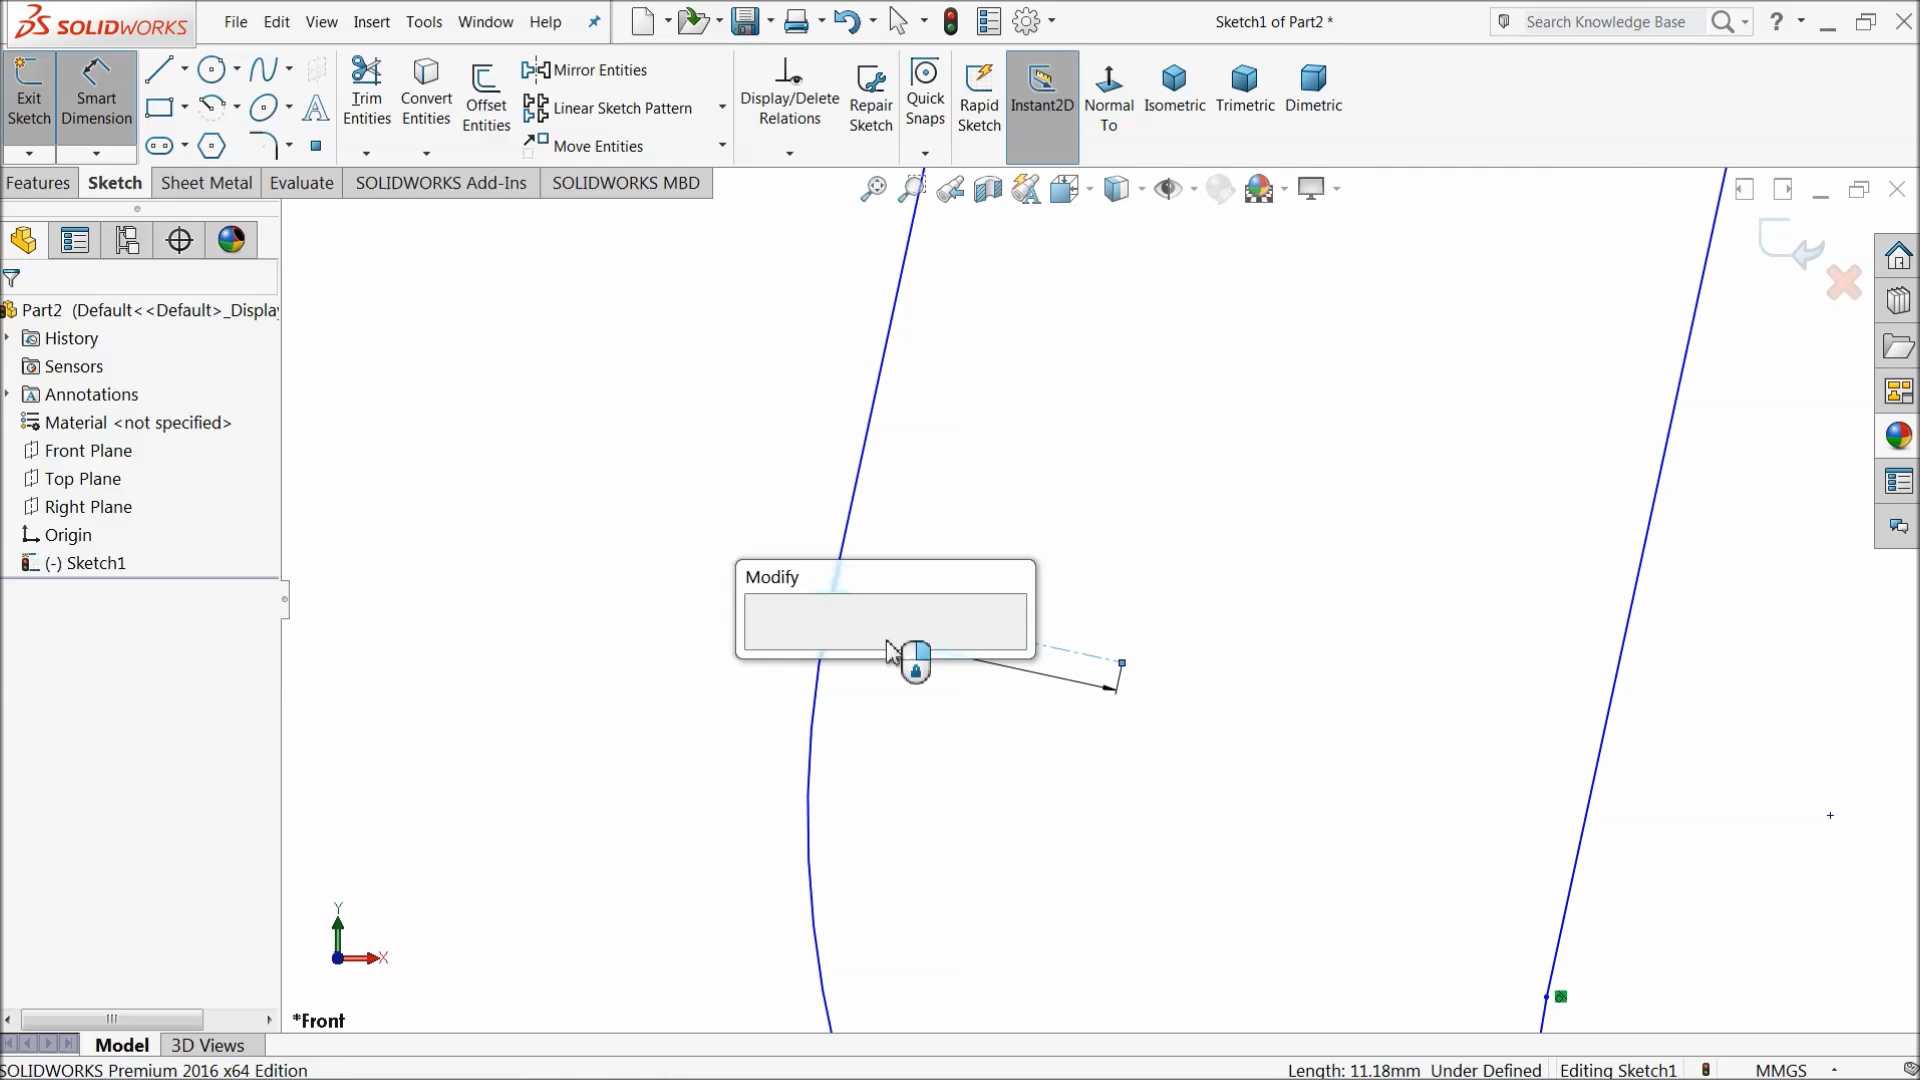 SOLIDWORKS
File Edit View Insert Tools Window Help
Sketch1 of Part2 *
Search Knowledge Base
?
Exit Sketch
Smart Dimension
Trim Entities
Convert Entities
Offset Entities
Mirror Entities
Linear Sketch Pattern
Move Entities
Display/Delete Relations
Repair Sketch
Quick Snaps
Rapid Sketch
Instant2D
Normal To
Isometric
Trimetric
Dimetric
Features Sketch Sheet Metal Evaluate SOLIDWORKS Add-Ins SOLIDWORKS MBD
Part2 (Default<<Default>_Displa
History
Sensors
Annotations
Material <not specified>
Front Plane
Top Plane
Right Plane
Origin
(-) Sketch1
Modify
Y
X
*Front
Model 3D Views
SOLIDWORKS Premium 2016 x64 Edition
Length: 11.18mm Under Defined Editing Sketch1 MMGS